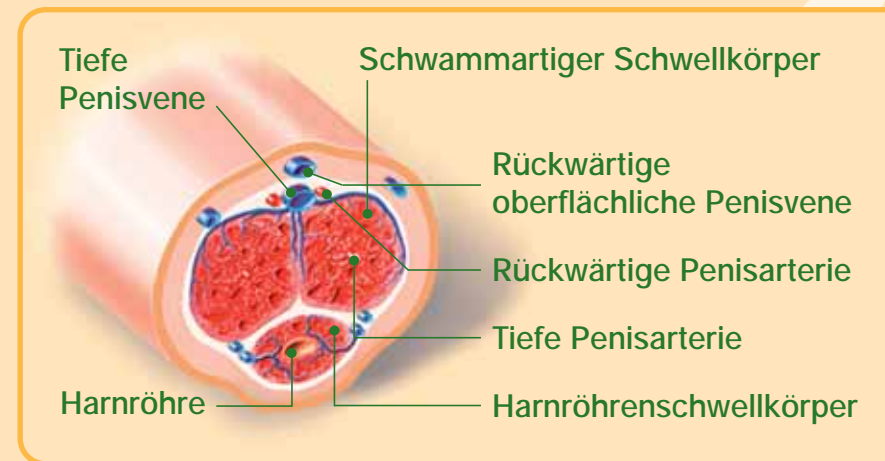 Tiefe
Penisvene
Schwammartiger Schwellkörper
Rückwärtige
oberflächliche Penisvene
Rückwärtige Penisarterie
Tiefe Penisarterie
Harnröhre
Harnröhrenschwellkörper